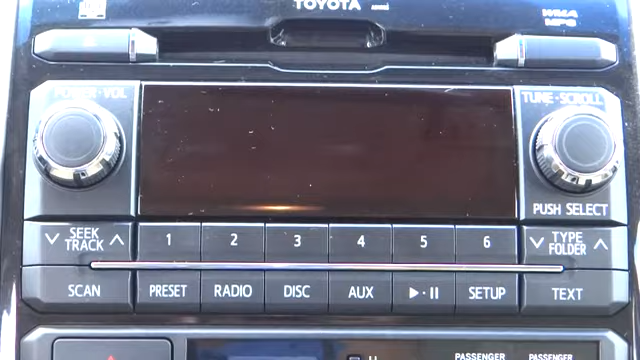 TOYOTA
WMA
MP3
POWER·VOL
TUNE·SCROLL
PUSH SELECT
SEEK
TRACK
1 2 3 4 5 6
TYPE
FOLDER
SCAN PRESET RADIO DISC AUX SETUP TEXT
PASSENGER PASSENGER